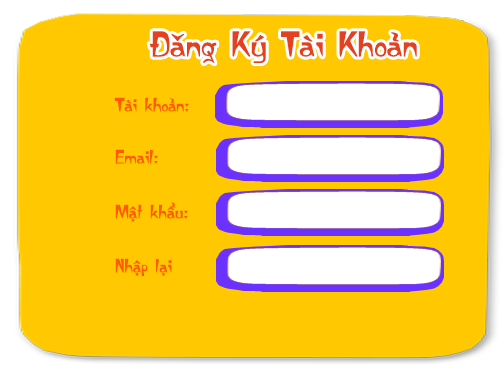 Đăng Ký Tài Khoản
Tài khoản:
Email:
Mật khẩu:
Nhập lại